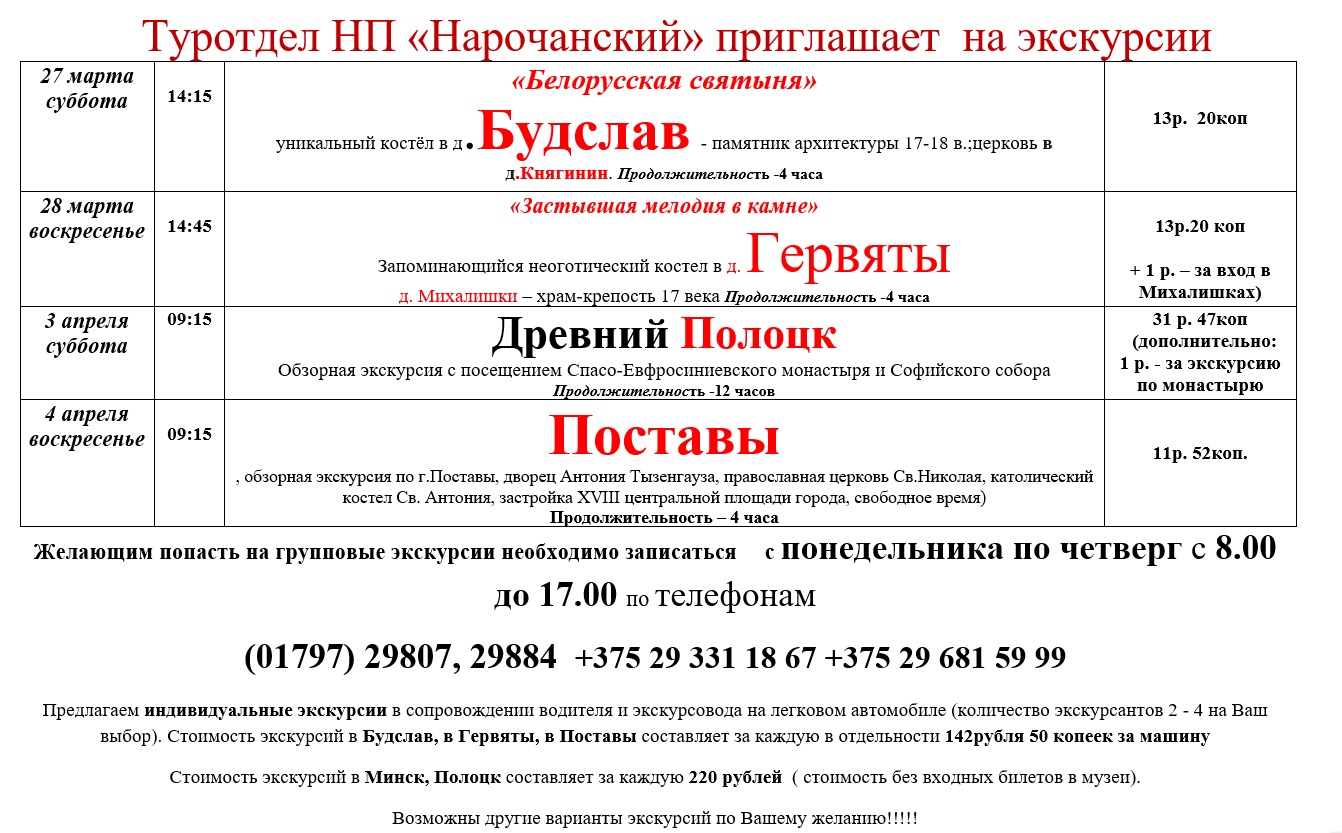 Туротдел НП «Нарочанский» приглашает на экскурсии
27 марта
суббота
14:15
«Белорусская святыня»
уникальный костёл в д.Будслав - памятник архитектуры 17-18 в.;церковь в
д.Княгинин. Продолжительность -4 часа
13р. 20коп
28 марта
воскресенье
14:45
«Застывшая мелодия в камне»
Запоминающийся неоготический костел в д. Гервяты
д. Михалишки – храм-крепость 17 века Продолжительность -4 часа
13р.20 коп
+ 1 р. – за вход в
Михалишках)
3 апреля
суббота
09:15
Древний Полоцк
Обзорная экскурсия с посещением Спасо-Евфросиниевского монастыря и Софийского собора
Продолжительность -12 часов
31 р. 47коп
(дополнительно:
1 р. - за экскурсию
по монастырю
4 апреля
воскресенье
09:15
Поставы
, обзорная экскурсия по г.Поставы, дворец Антония Тызенгауза, православная церковь Св.Николая, католический
костел Св. Антония, застройка XVIII центральной площади города, свободное время)
Продолжительность – 4 часа
11р. 52коп.
Желающим попасть на групповые экскурсии необходимо записаться с понедельника по четверг с 8.00
до 17.00 по телефонам
(01797) 29807, 29884 +375 29 331 18 67 +375 29 681 59 99
Предлагаем индивидуальные экскурсии в сопровождении водителя и экскурсовода на легковом автомобиле (количество экскурсантов 2 - 4 на Ваш
выбор). Стоимость экскурсий в Будслав, в Гервяты, в Поставы составляет за каждую в отдельности 142рубля 50 копеек за машину
Стоимость экскурсий в Минск, Полоцк составляет за каждую 220 рублей ( стоимость без входных билетов в музеи).
Возможны другие варианты экскурсий по Вашему желанию!!!!!